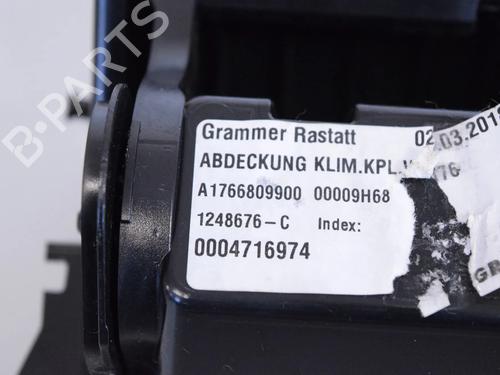 B-PARTS
Grammer Rastatt
ABDECKUNG KLIM.KPL.
A1766809900 00009H68
1248676-C Index:
0004716974